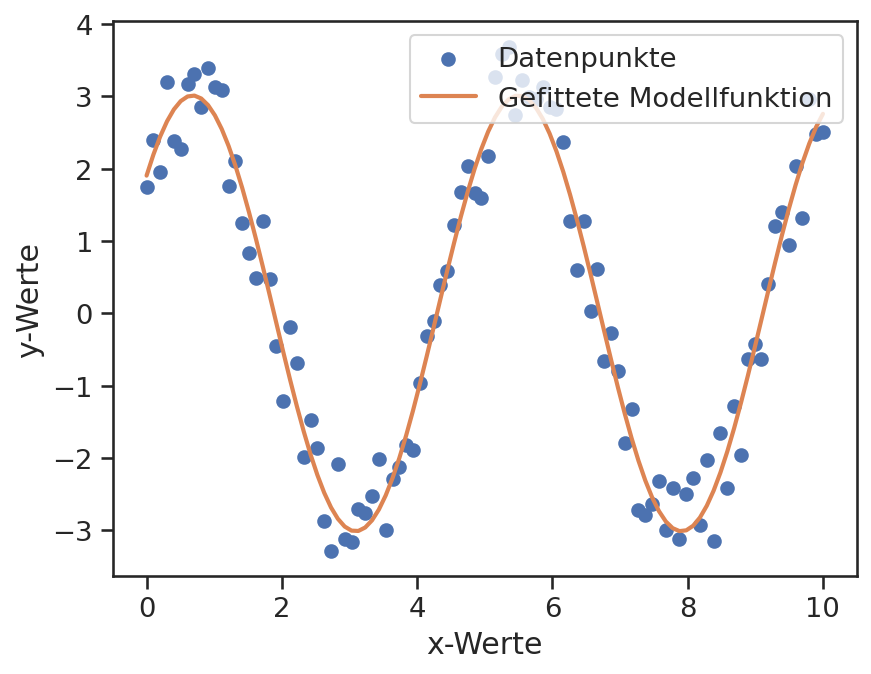 Datenpunkte
Gefittete Modellfunktion
4
3
2
1
0
−1
−2
−3
y-Werte
0 2 4 6 8 10
x-Werte